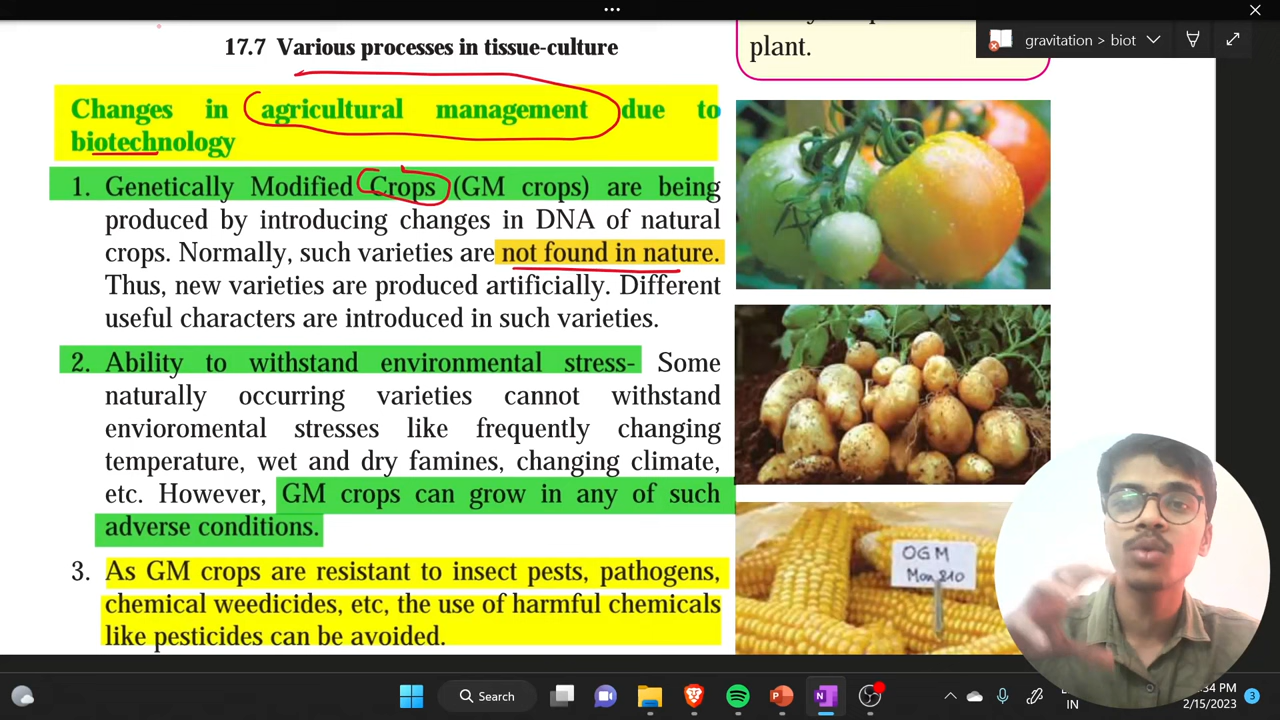 17.7 Various processes in tissue-culture
plant.
gravitation > biot
Changes in agricultural management due to
biotechnology
1. Genetically Modified Crops (GM crops) are being
produced by introducing changes in DNA of natural
crops. Normally, such varieties are not found in nature.
Thus, new varieties are produced artificially. Different
useful characters are introduced in such varieties.
2. Ability to withstand environmental stress- Some
naturally occurring varieties cannot withstand
envioromental stresses like frequently changing
temperature, wet and dry famines, changing climate,
etc. However, GM crops can grow in any of such
adverse conditions.
3. As GM crops are resistant to insect pests, pathogens,
chemical weedicides, etc, the use of harmful chemicals
like pesticides can be avoided.
OGM
Mon 810
Search
:34 PM
IN
2/15/2023
3